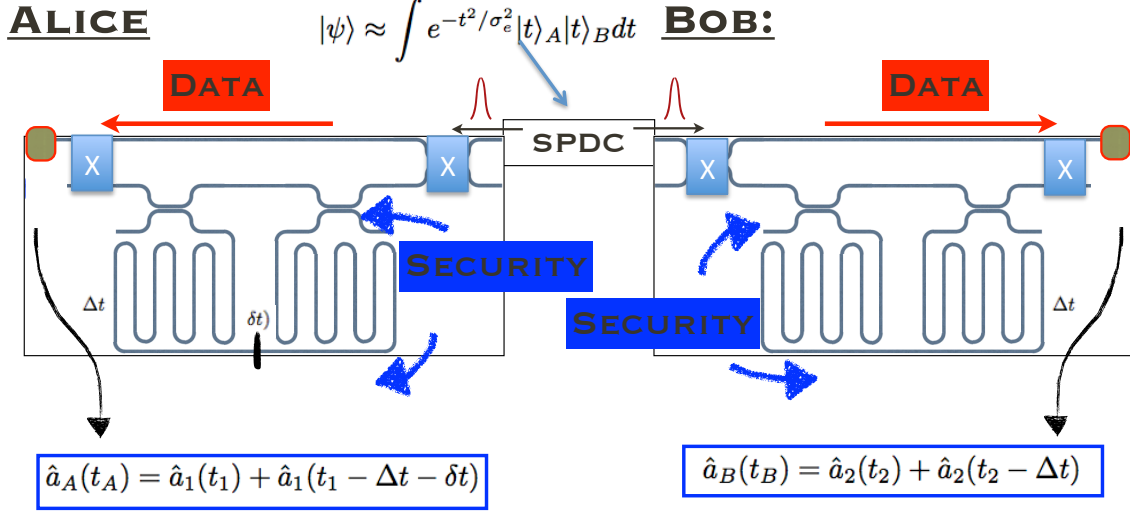 ALICE
|ψ⟩ ≈ ∫ e^{-t²/σ_e²}|t⟩_A|t⟩_B dt
BOB:
DATA
DATA
SPDC
X
X
X
X
SECURITY
SECURITY
Δt
δt)
Δt
â_A(t_A) = â_1(t_1) + â_1(t_1 − Δt − δt)
â_B(t_B) = â_2(t_2) + â_2(t_2 − Δt)